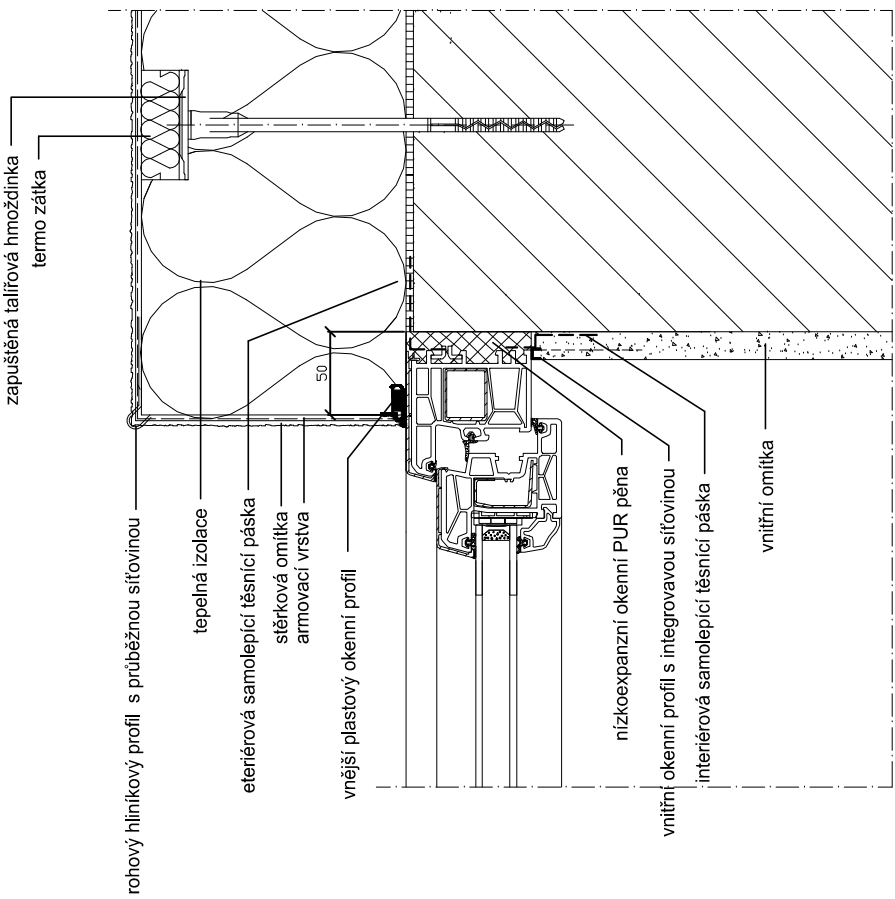 zapuštěná talířová hmoždinka
termo zátka
rohový hliníkový profil s průběžnou síťovinou
tepelná izolace
eteriérová samolepící těsnící páska
stěrková omítka
armovací vrstva
vnější plastový okenní profil
50
nízkoexpanzní okenní PUR pěna
vnitřní okenní profil s integrovavou síťovinou
interiérová samolepící těsnící páska
vnitřní omítka